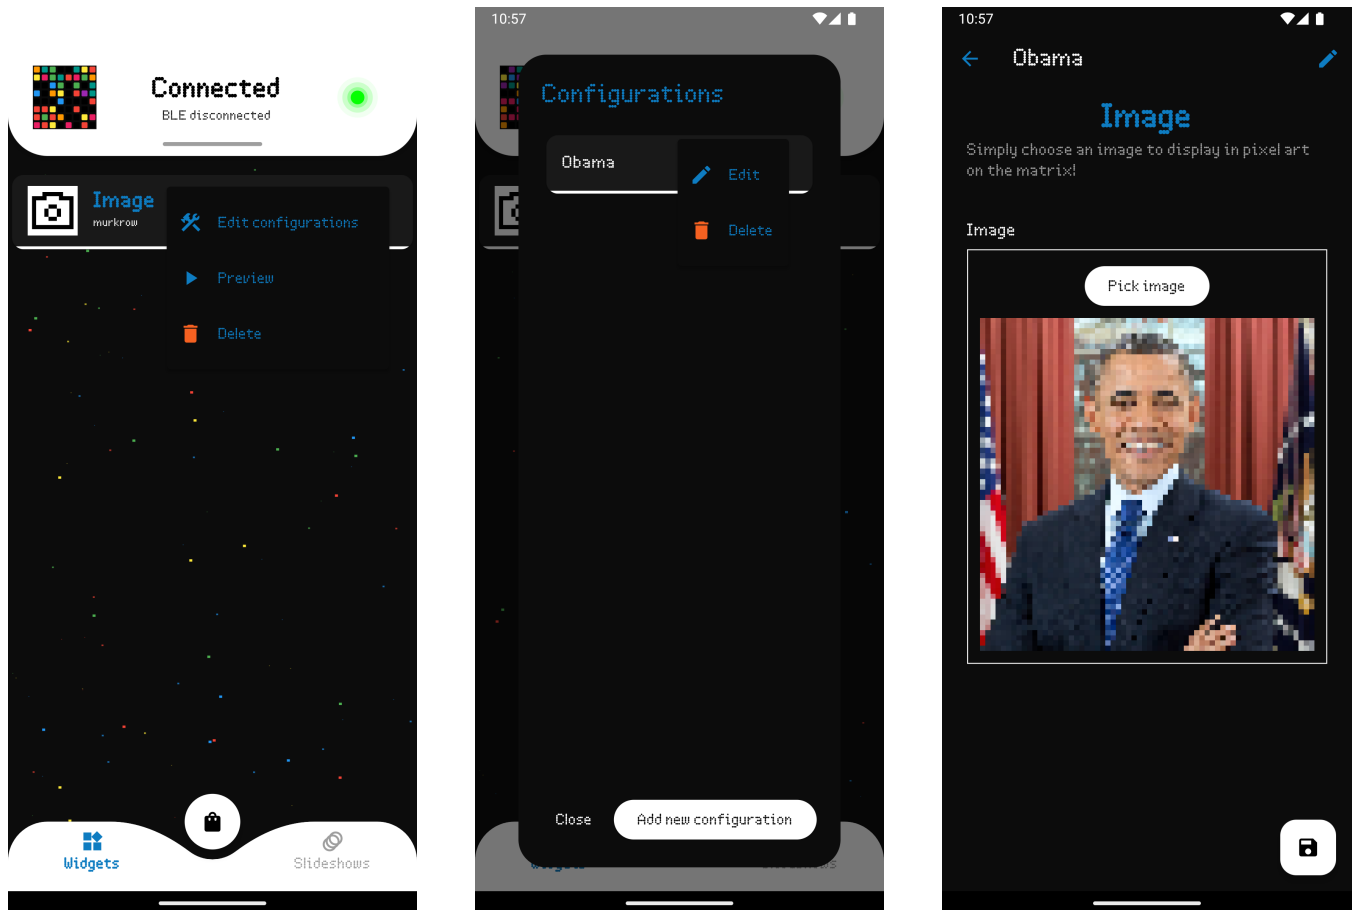 Connected
BLE disconnected
Image
murkrow
Edit configurations
Preview
Delete
Widgets
Slideshows
10:57
Configurations
Obama
Edit
Delete
Close
Add new configuration
10:57
Obama
Image
Simply choose an image to display in pixel art
on the matrix!
Image
Pick image